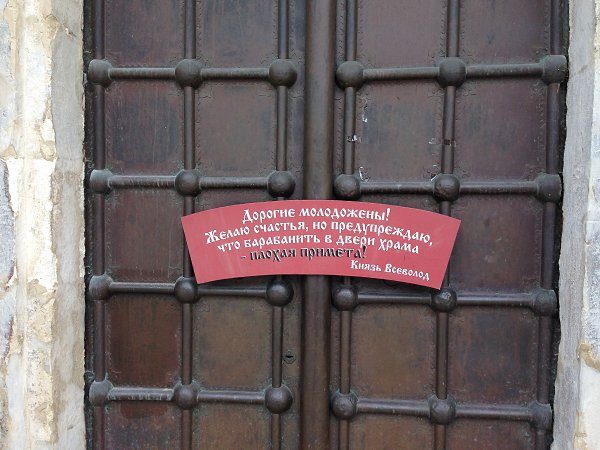 Дорогие молодожены!
Желаю счастья, но предупреждаю,
что барабанить в двери храма
- плохая примета!
Князь Всеволод